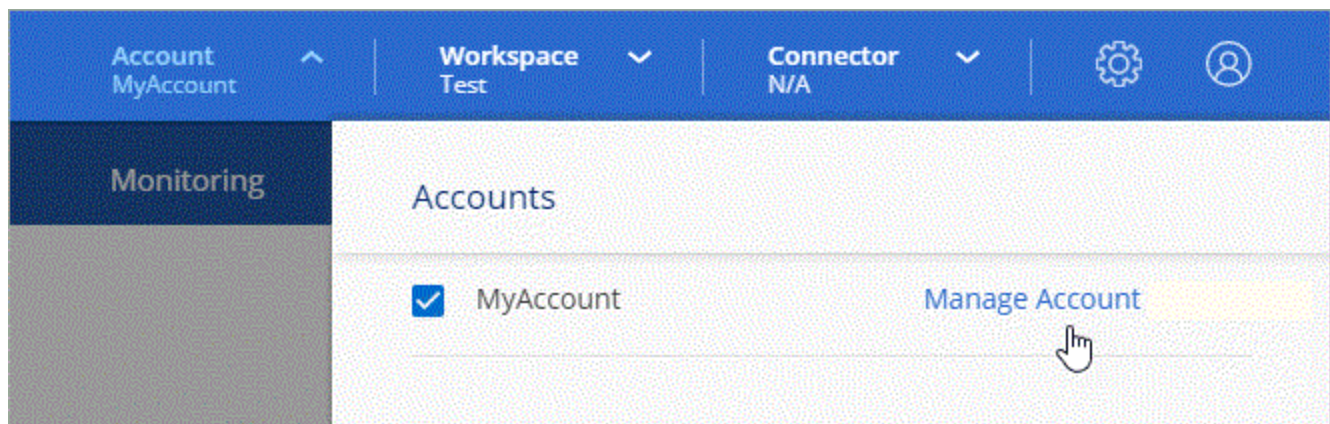 Account
MyAccount
Workspace
Test
Connector
N/A
Monitoring
Accounts
MyAccount
Manage Account